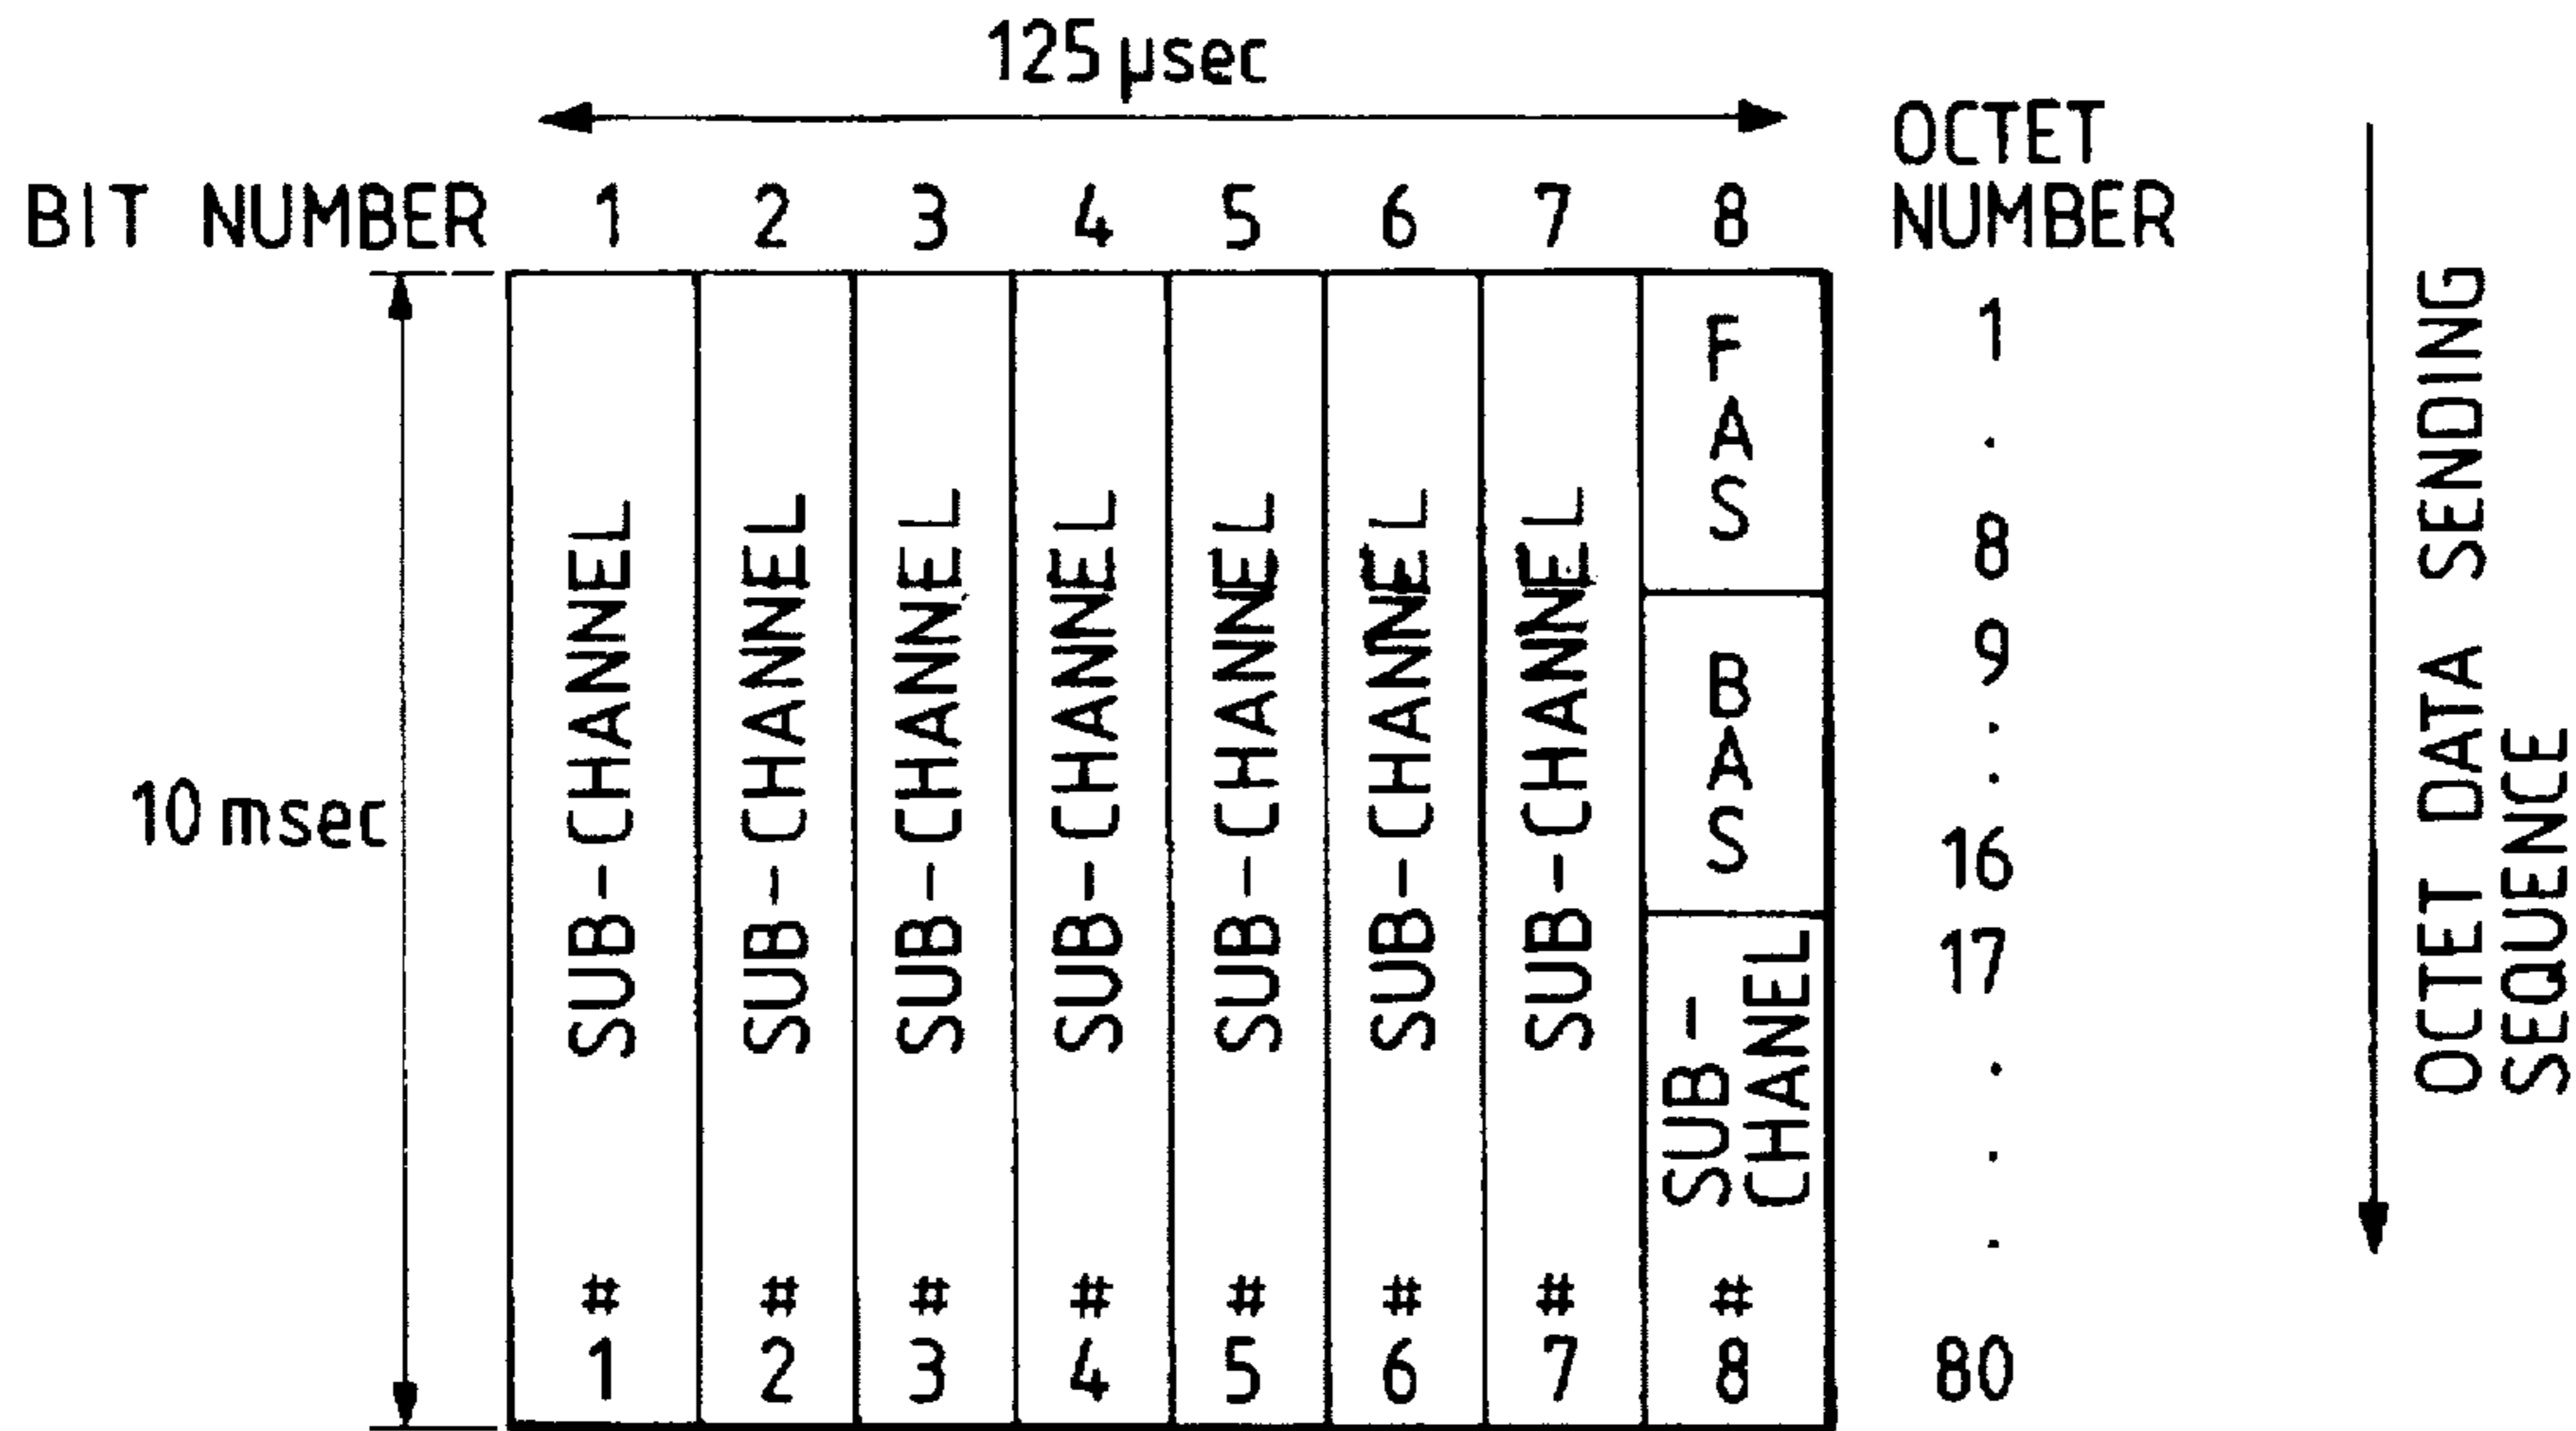 125 µsec
BIT NUMBER 1 2 3 4 5 6 7 8
OCTET
NUMBER
10 msec
SUB-CHANNEL # 1
SUB-CHANNEL # 2
SUB-CHANNEL # 3
SUB-CHANNEL # 4
SUB-CHANNEL # 5
SUB-CHANNEL # 6
SUB-CHANNEL # 7
FAS
BAS
SUB-
CHANEL
# 8
1
.
8
9
.
.
16
17
.
.
.
80
OCTET DATA SENDING
SEQUENCE